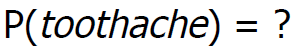 P(toothache) = ?